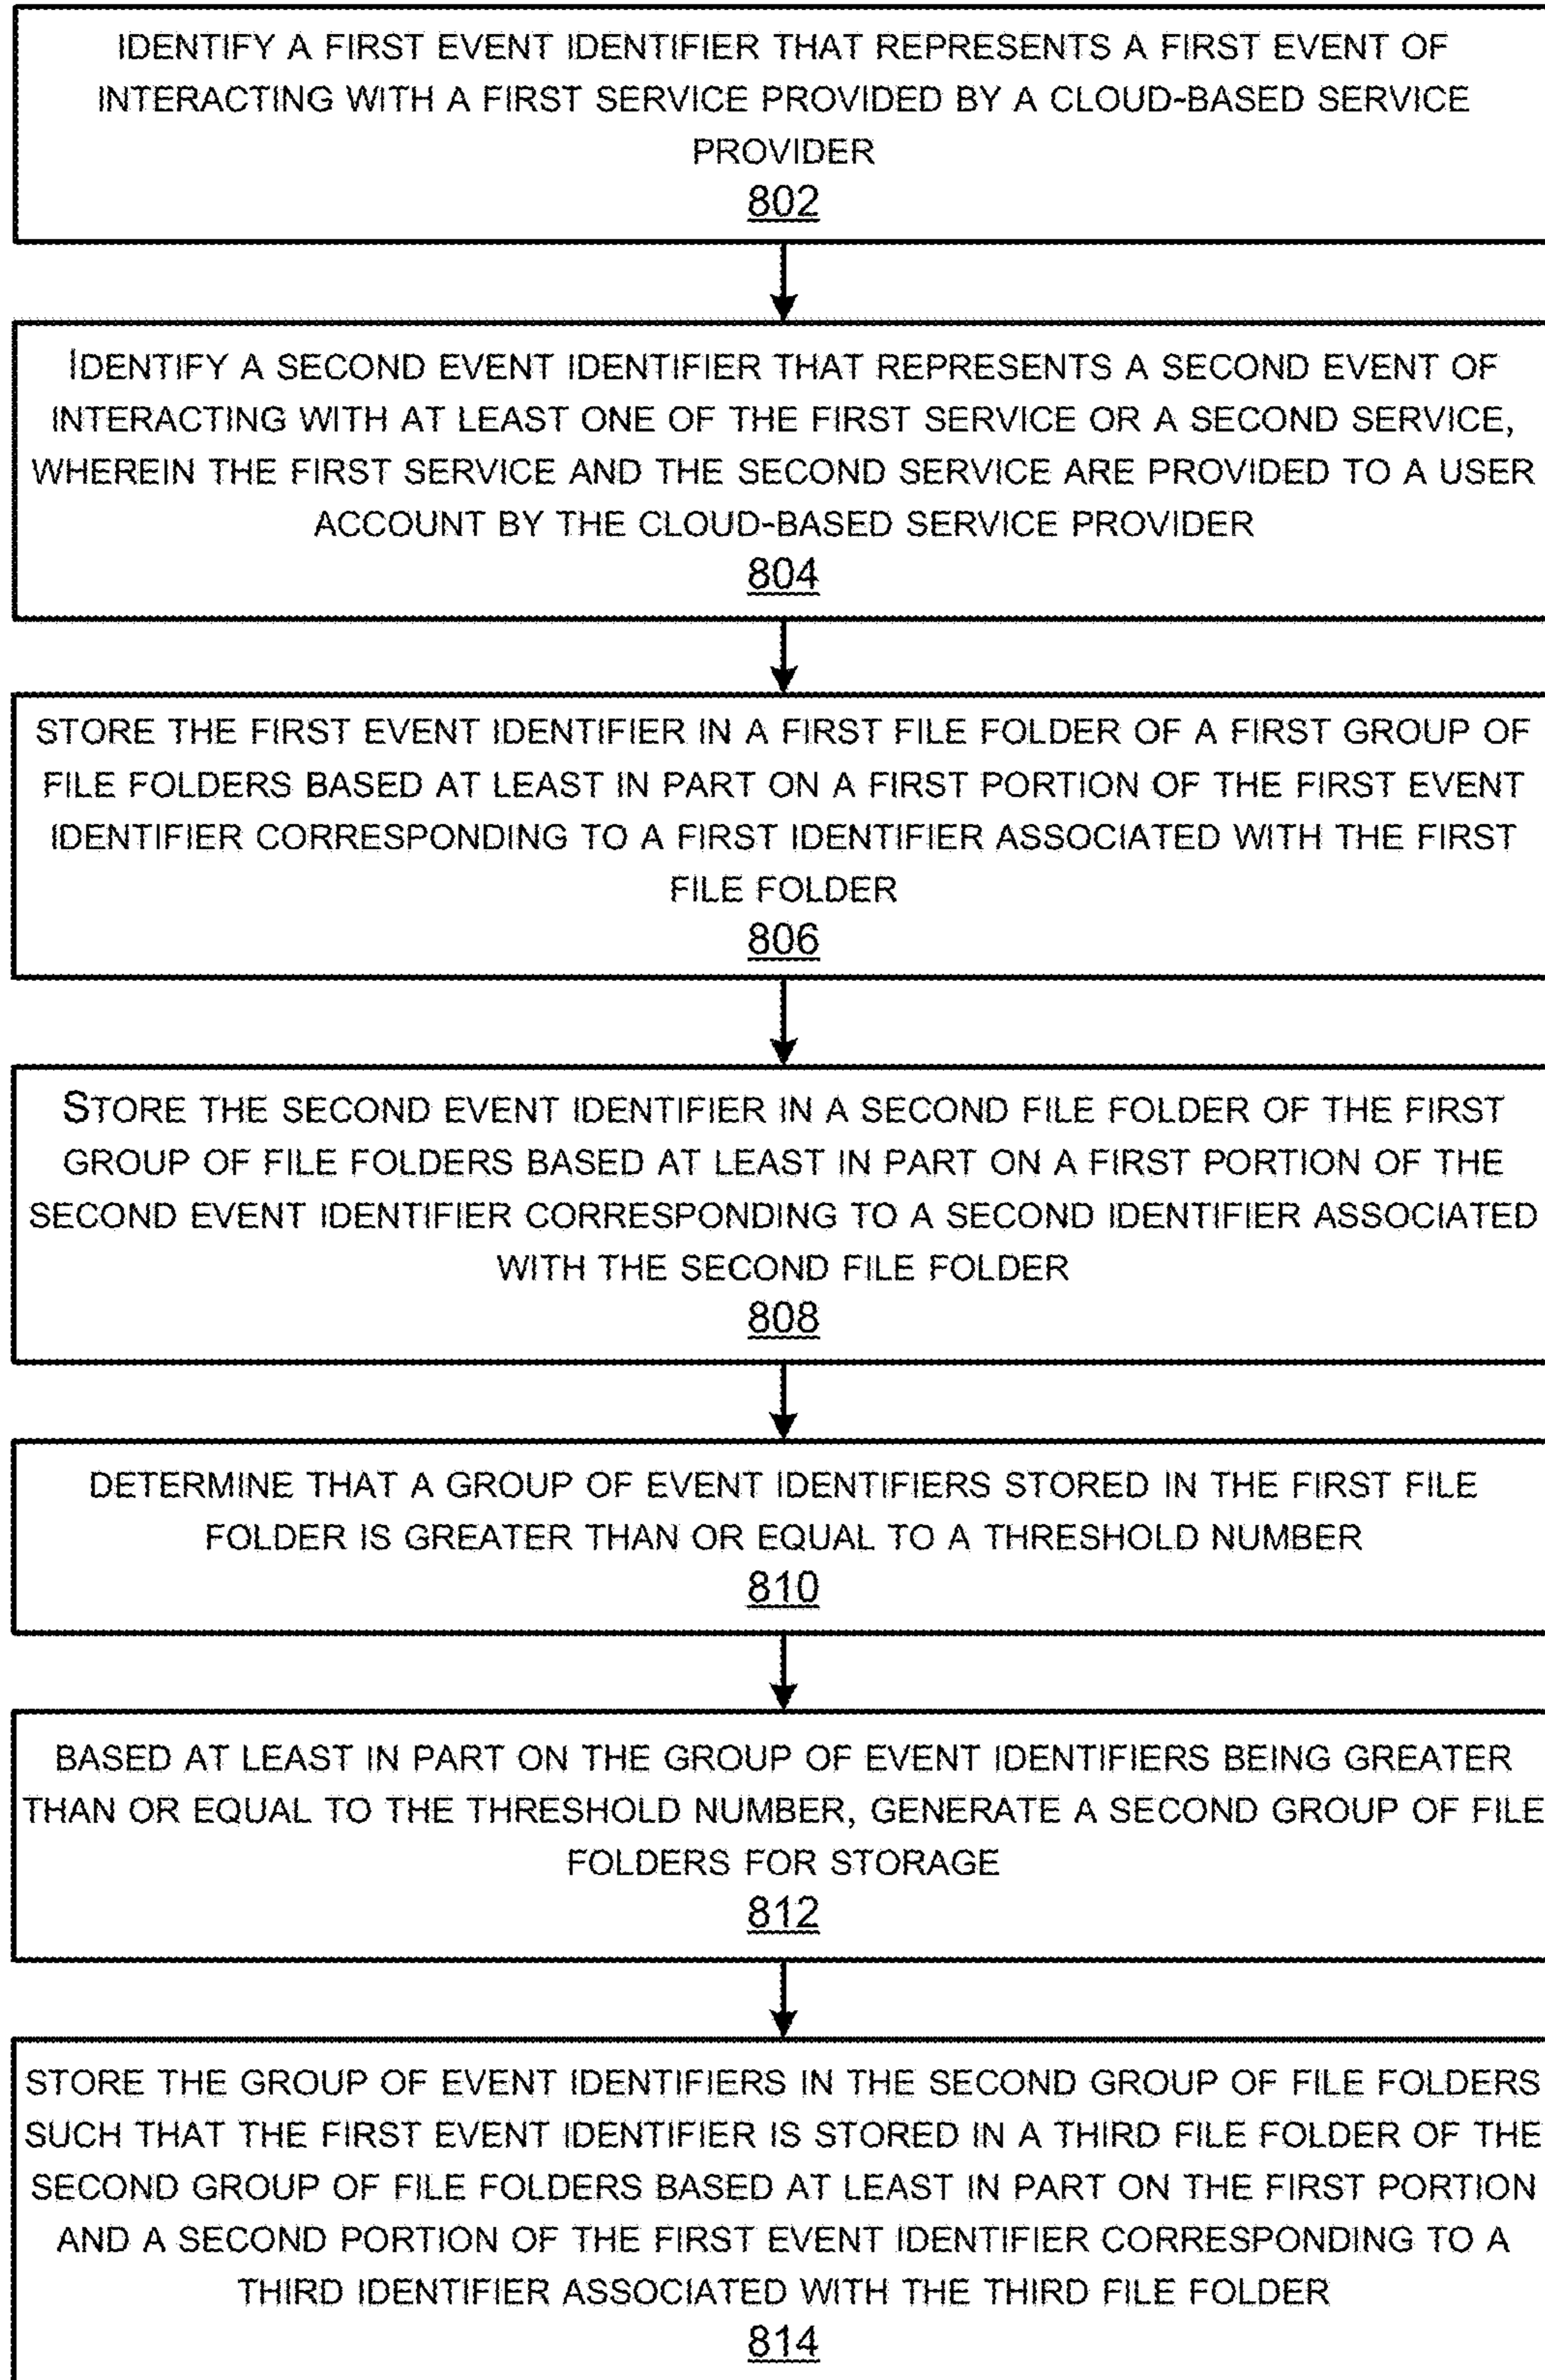 IDENTIFY A FIRST EVENT IDENTIFIER THAT REPRESENTS A FIRST EVENT OF
INTERACTING WITH A FIRST SERVICE PROVIDED BY A CLOUD-BASED SERVICE
PROVIDER
802
IDENTIFY A SECOND EVENT IDENTIFIER THAT REPRESENTS A SECOND EVENT OF
INTERACTING WITH AT LEAST ONE OF THE FIRST SERVICE OR A SECOND SERVICE,
WHEREIN THE FIRST SERVICE AND THE SECOND SERVICE ARE PROVIDED TO A USER
ACCOUNT BY THE CLOUD-BASED SERVICE PROVIDER
804
STORE THE FIRST EVENT IDENTIFIER IN A FIRST FILE FOLDER OF A FIRST GROUP OF
FILE FOLDERS BASED AT LEAST IN PART ON A FIRST PORTION OF THE FIRST EVENT
IDENTIFIER CORRESPONDING TO A FIRST IDENTIFIER ASSOCIATED WITH THE FIRST
FILE FOLDER
806
STORE THE SECOND EVENT IDENTIFIER IN A SECOND FILE FOLDER OF THE FIRST
GROUP OF FILE FOLDERS BASED AT LEAST IN PART ON A FIRST PORTION OF THE
SECOND EVENT IDENTIFIER CORRESPONDING TO A SECOND IDENTIFIER ASSOCIATED
WITH THE SECOND FILE FOLDER
808
DETERMINE THAT A GROUP OF EVENT IDENTIFIERS STORED IN THE FIRST FILE
FOLDER IS GREATER THAN OR EQUAL TO A THRESHOLD NUMBER
810
BASED AT LEAST IN PART ON THE GROUP OF EVENT IDENTIFIERS BEING GREATER
THAN OR EQUAL TO THE THRESHOLD NUMBER, GENERATE A SECOND GROUP OF FILE
FOLDERS FOR STORAGE
812
STORE THE GROUP OF EVENT IDENTIFIERS IN THE SECOND GROUP OF FILE FOLDERS
SUCH THAT THE FIRST EVENT IDENTIFIER IS STORED IN A THIRD FILE FOLDER OF THE
SECOND GROUP OF FILE FOLDERS BASED AT LEAST IN PART ON THE FIRST PORTION
AND A SECOND PORTION OF THE FIRST EVENT IDENTIFIER CORRESPONDING TO A
THIRD IDENTIFIER ASSOCIATED WITH THE THIRD FILE FOLDER
814